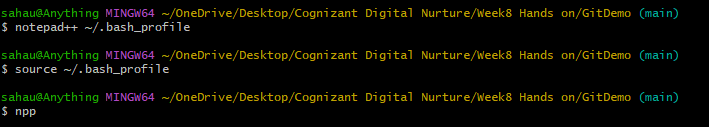 sahau@Anything MINGW64 ~/OneDrive/Desktop/Cognizant Digital Nurture/Week8 Hands on/GitDemo (main)
$ notepad++ ~/.bash_profile
sahau@Anything MINGW64 ~/OneDrive/Desktop/Cognizant Digital Nurture/Week8 Hands on/GitDemo (main)
$ source ~/.bash_profile
sahau@Anything MINGW64 ~/OneDrive/Desktop/Cognizant Digital Nurture/Week8 Hands on/GitDemo (main)
$ npp